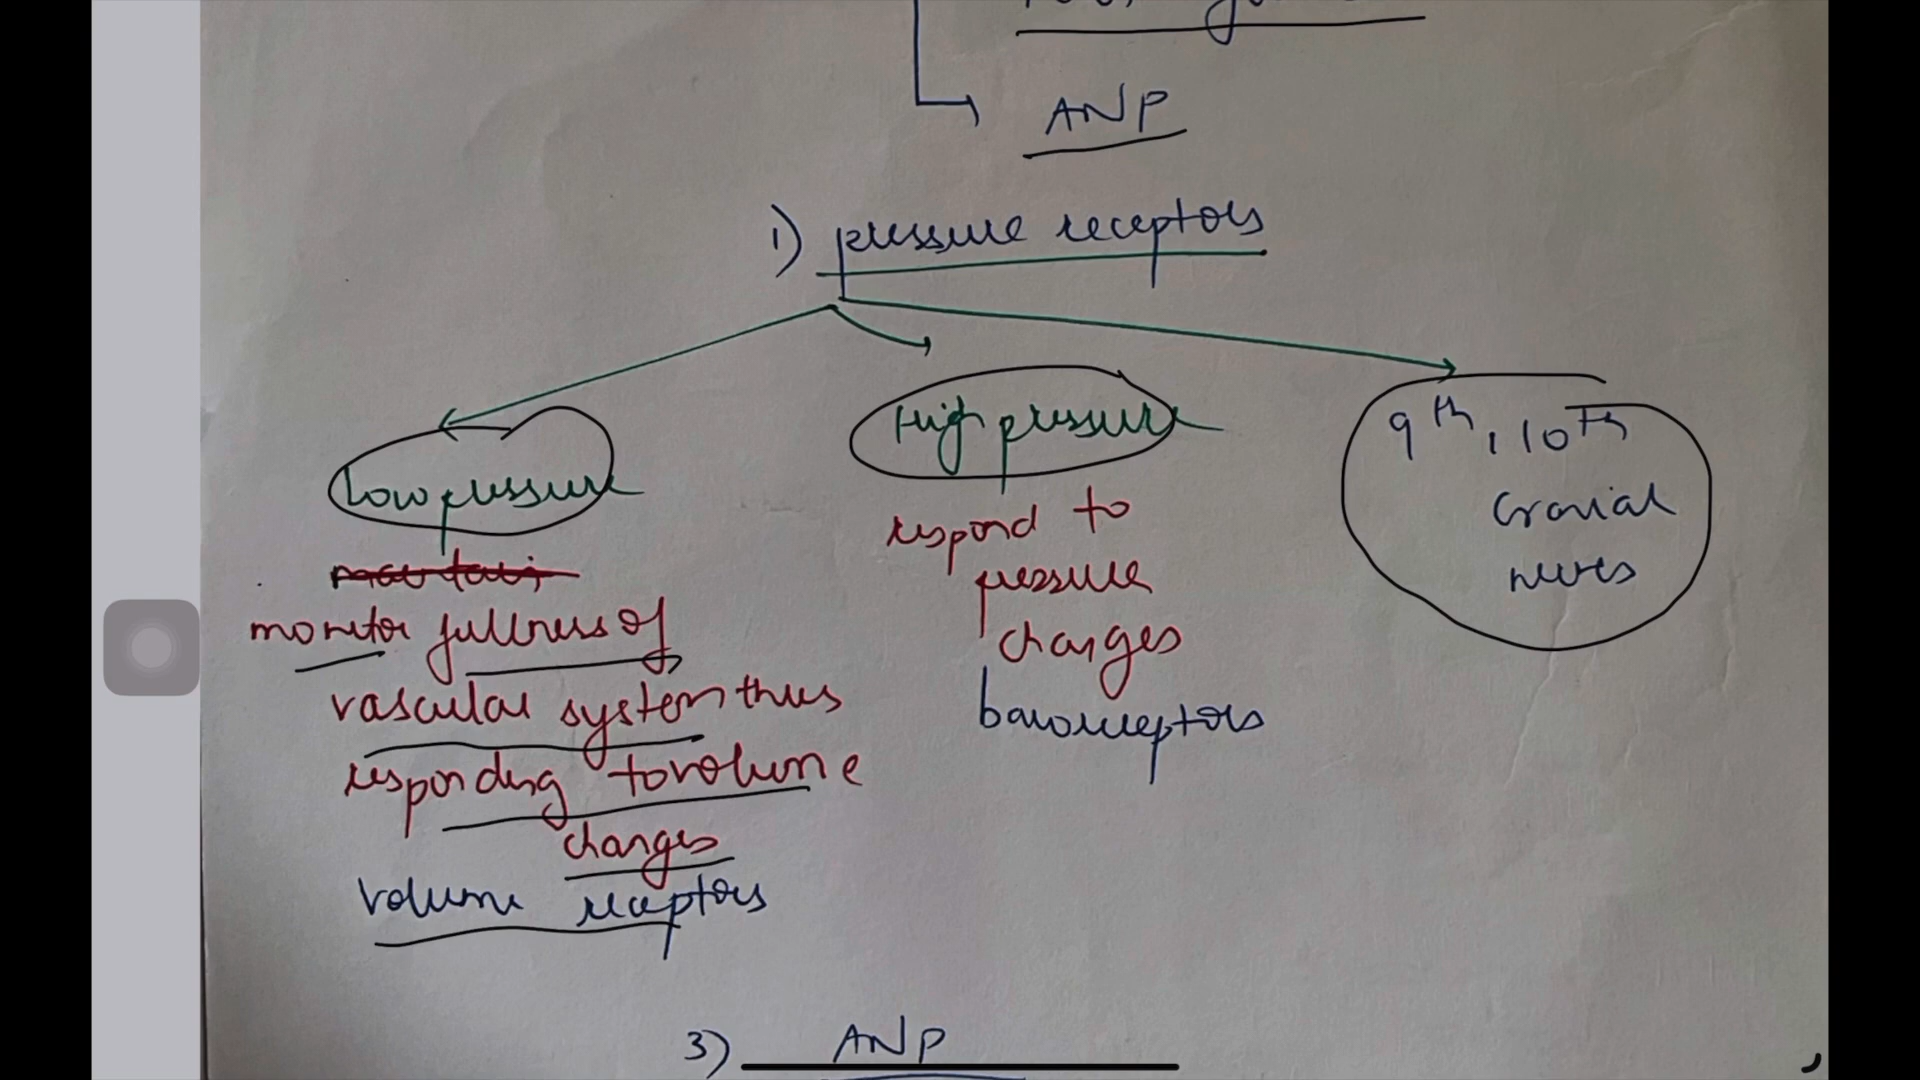 ANP
1) pressure receptors
Low pressure
monitor fullness of
vascular system thus
responding to volume
changes
volume receptors
High pressure
respond to
pressure
changes
baroreceptors
9th, 10th
cranial
nerves
3) ANP